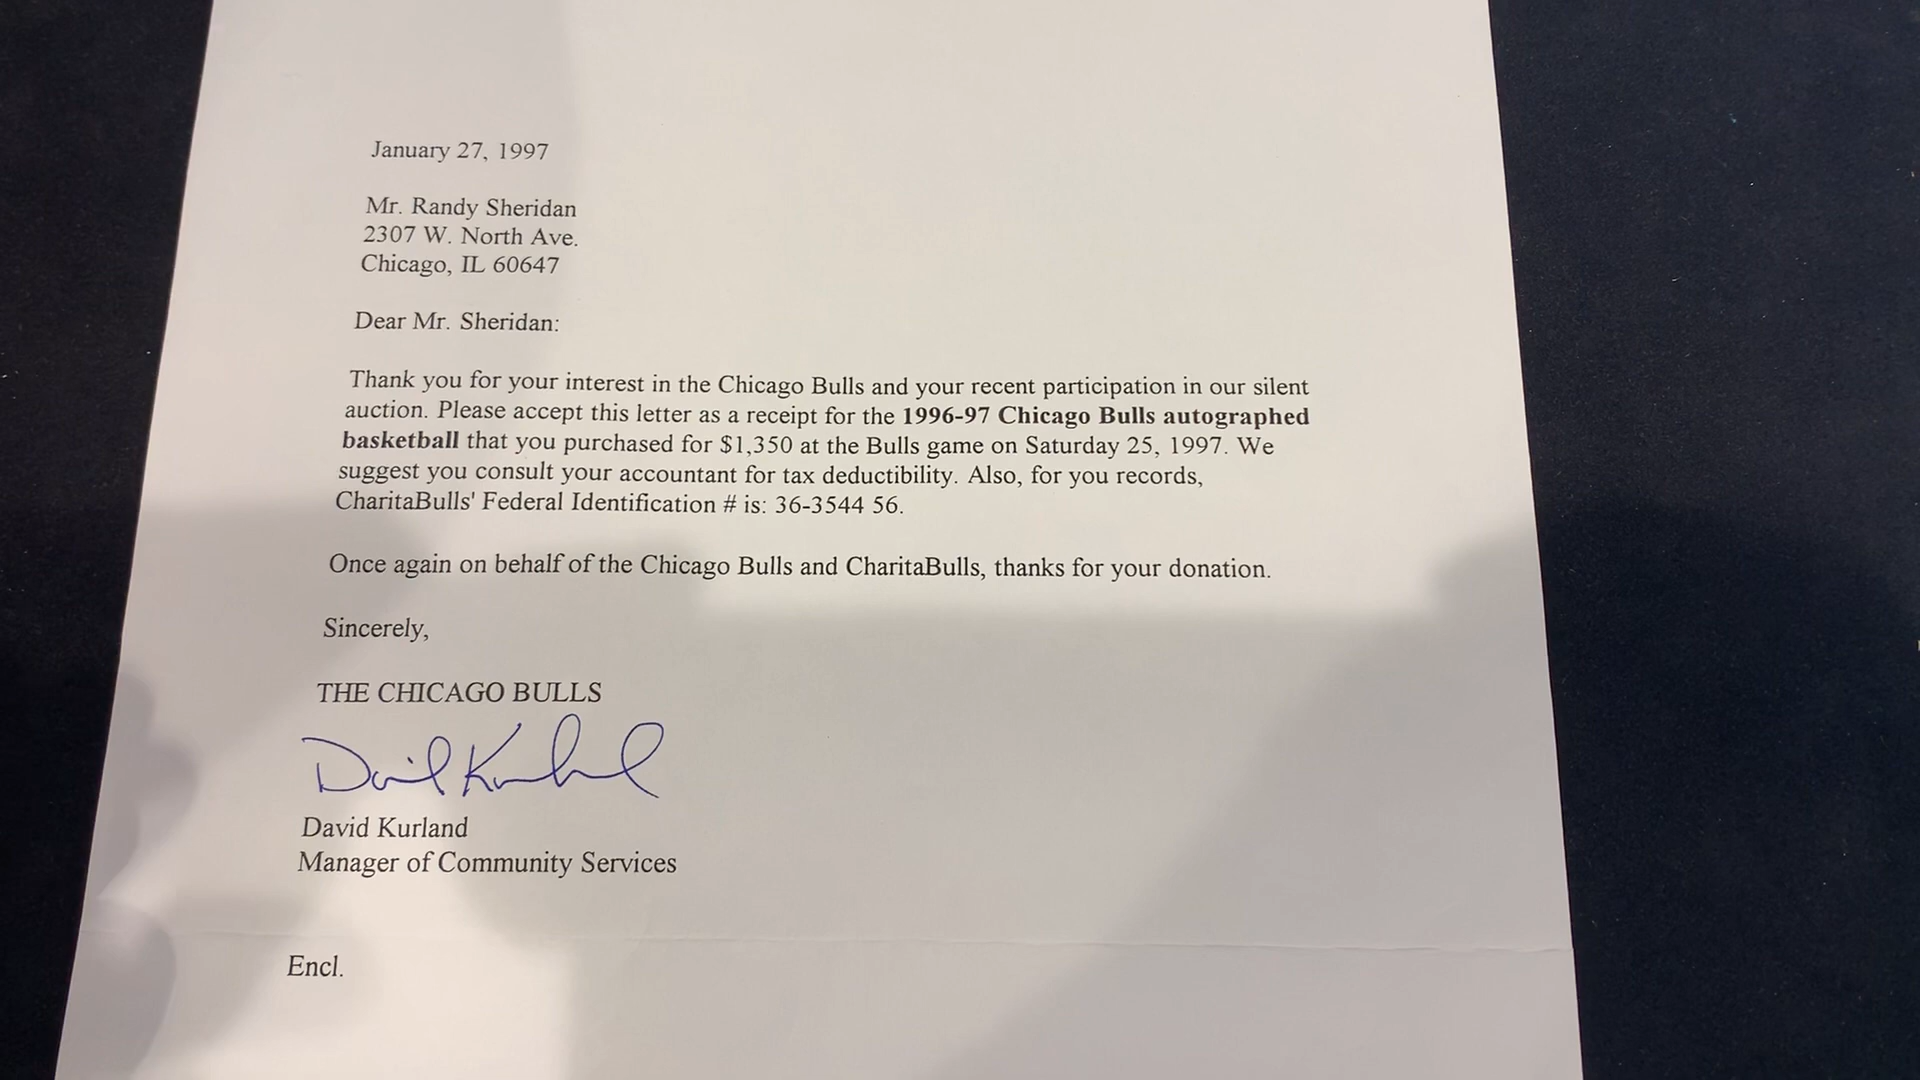 January 27, 1997
Mr. Randy Sheridan
2307 W. North Ave.
Chicago, IL 60647
Dear Mr. Sheridan:
Thank you for your interest in the Chicago Bulls and your recent participation in our silent
auction. Please accept this letter as a receipt for the 1996-97 Chicago Bulls autographed
basketball that you purchased for $1,350 at the Bulls game on Saturday 25, 1997. We
suggest you consult your accountant for tax deductibility. Also, for you records,
CharitaBulls' Federal Identification # is: 36-3544 56.
Once again on behalf of the Chicago Bulls and CharitaBulls, thanks for your donation.
Sincerely,
THE CHICAGO BULLS
David Kurland
David Kurland
Manager of Community Services
Encl.